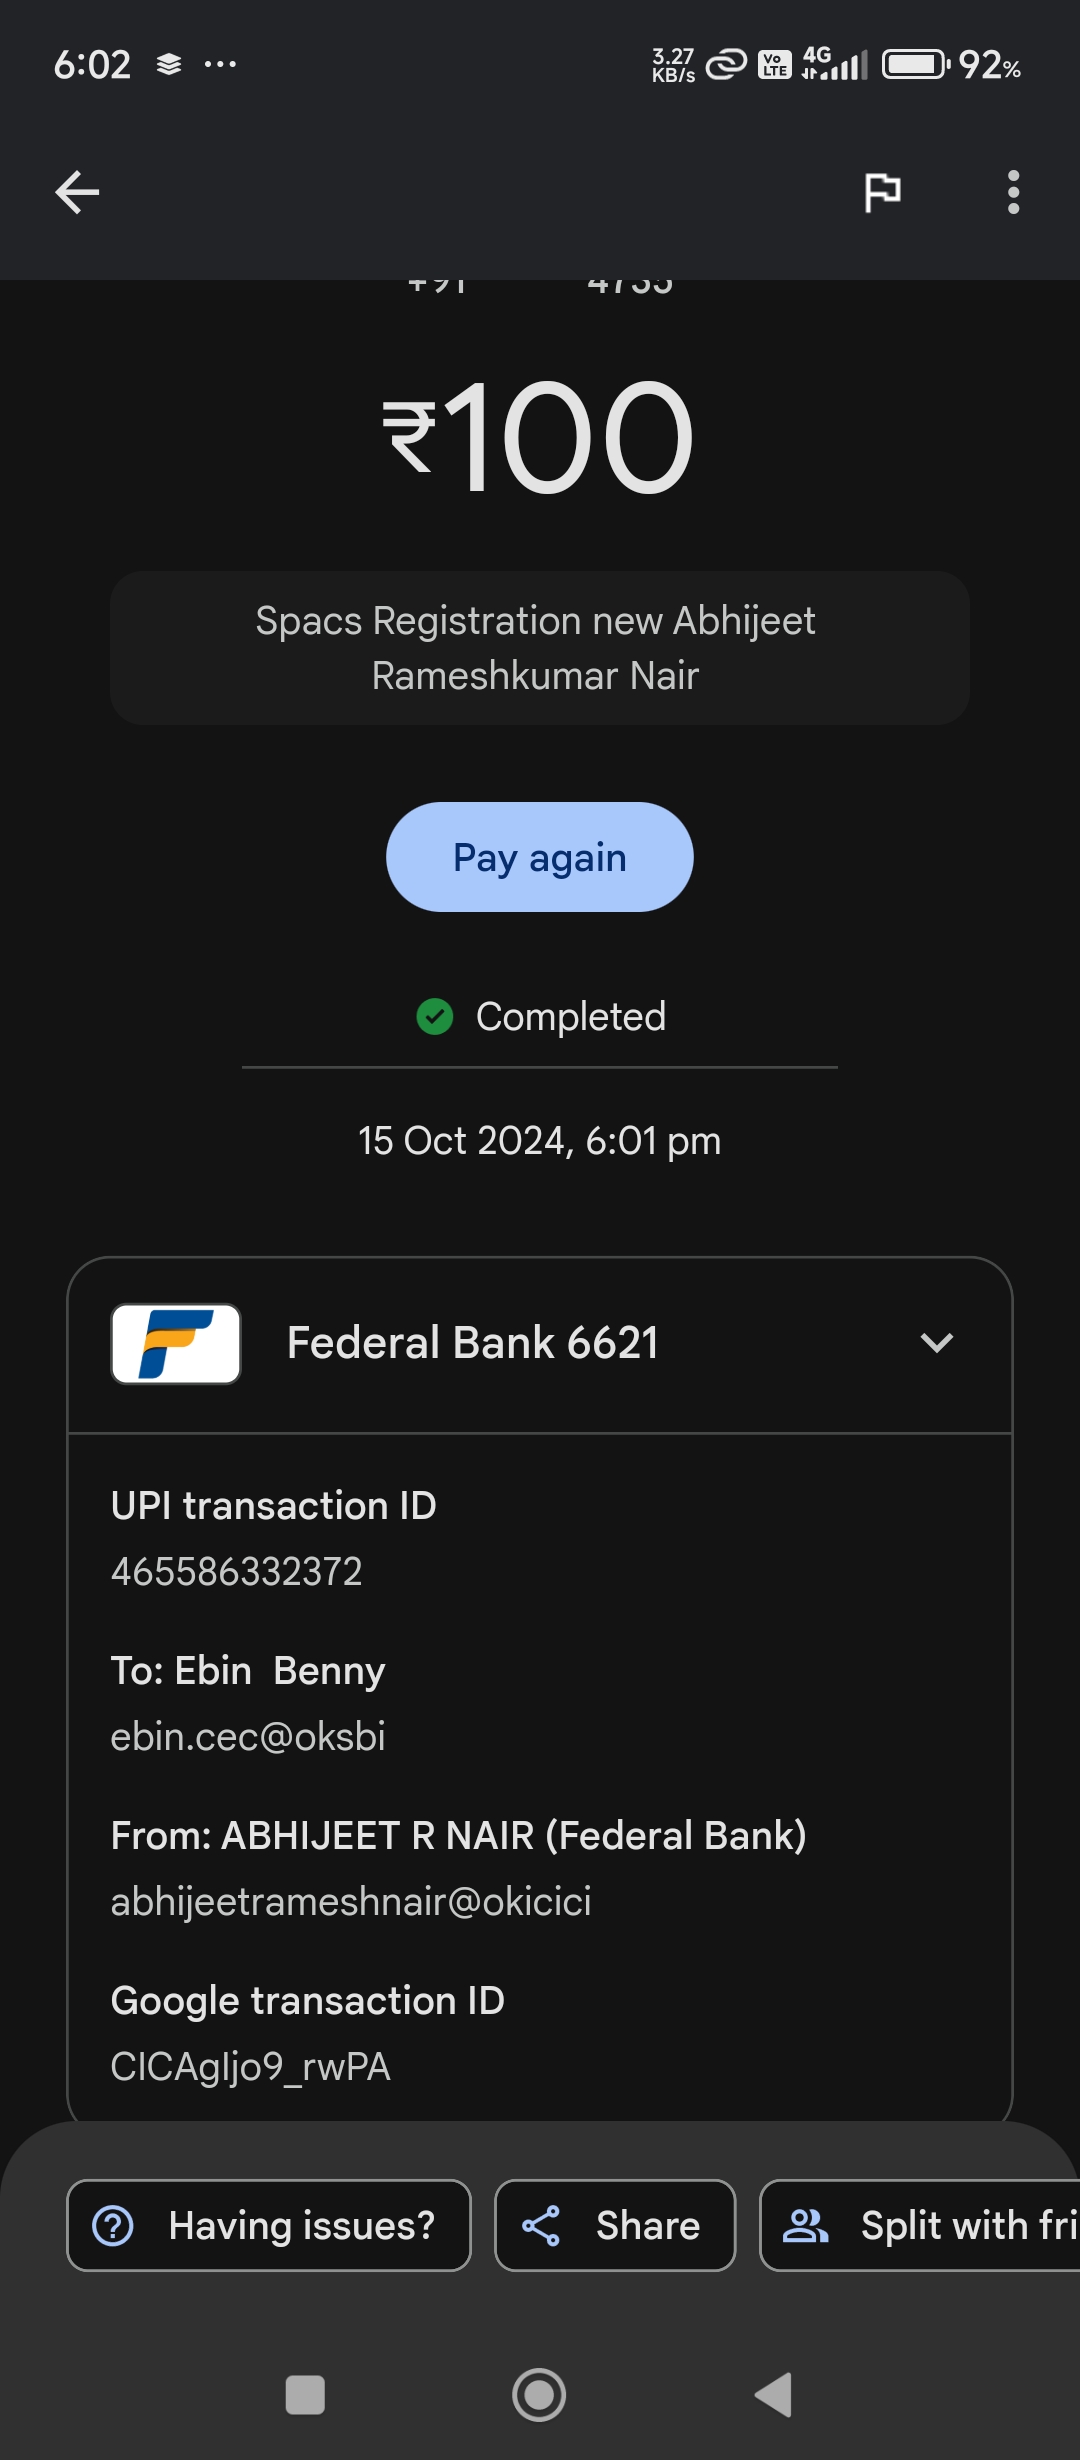 6:02
3.27
KB/s
Vo
LTE
4G
92%
+91 4735
₹100
Spacs Registration new Abhijeet
Rameshkumar Nair
Pay again
Completed
15 Oct 2024, 6:01 pm
Federal Bank 6621
UPI transaction ID
465586332372
To: Ebin  Benny
ebin.cec@oksbi
From: ABHIJEET R NAIR (Federal Bank)
abhijeetrameshnair@okicici
Google transaction ID
CICAgIjo9_rwPA
Having issues?
Share
Split with fri